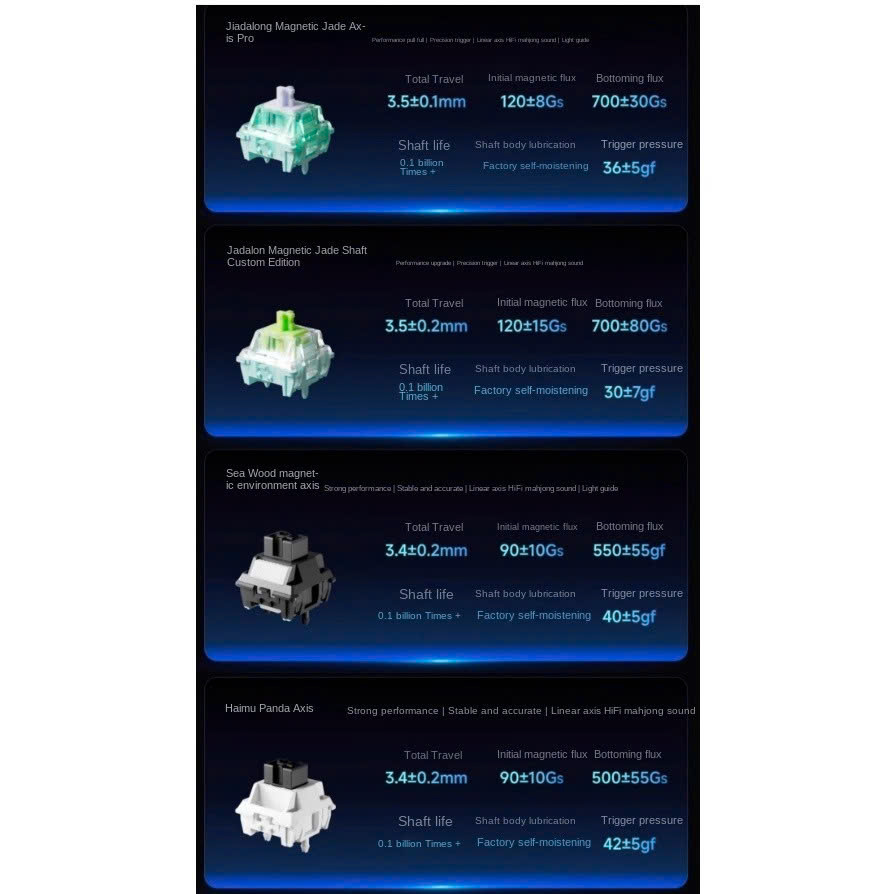 Jiadalong Magnetic Jade Ax-
is Pro
Performance pull full | Precision trigger | Linear axis HiFi mahjong sound | Light guide
Total Travel Initial magnetic flux Bottoming flux
3.5±0.1mm 120±8Gs 700±30Gs
Shaft life Shaft body lubrication Trigger pressure
0.1 billion
Times +
Factory self-moistening
36±5gf
Jadalon Magnetic Jade Shaft
Custom Edition
Performance upgrade | Precision trigger | Linear axis HiFi mahjong sound
Total Travel Initial magnetic flux Bottoming flux
3.5±0.2mm 120±15Gs 700±80Gs
Shaft life Shaft body lubrication Trigger pressure
0.1 billion
Times +
Factory self-moistening
30±7gf
Sea Wood magnet-
ic environment axis
Strong performance | Stable and accurate | Linear axis HiFi mahjong sound | Light guide
Total Travel Initial magnetic flux Bottoming flux
3.4±0.2mm 90±10Gs 550±55gf
Shaft life Shaft body lubrication Trigger pressure
0.1 billion Times + Factory self-moistening 40±5gf
Haimu Panda Axis
Strong performance | Stable and accurate | Linear axis HiFi mahjong sound
Total Travel Initial magnetic flux Bottoming flux
3.4±0.2mm 90±10Gs 500±55Gs
Shaft life Shaft body lubrication Trigger pressure
0.1 billion Times + Factory self-moistening 42±5gf